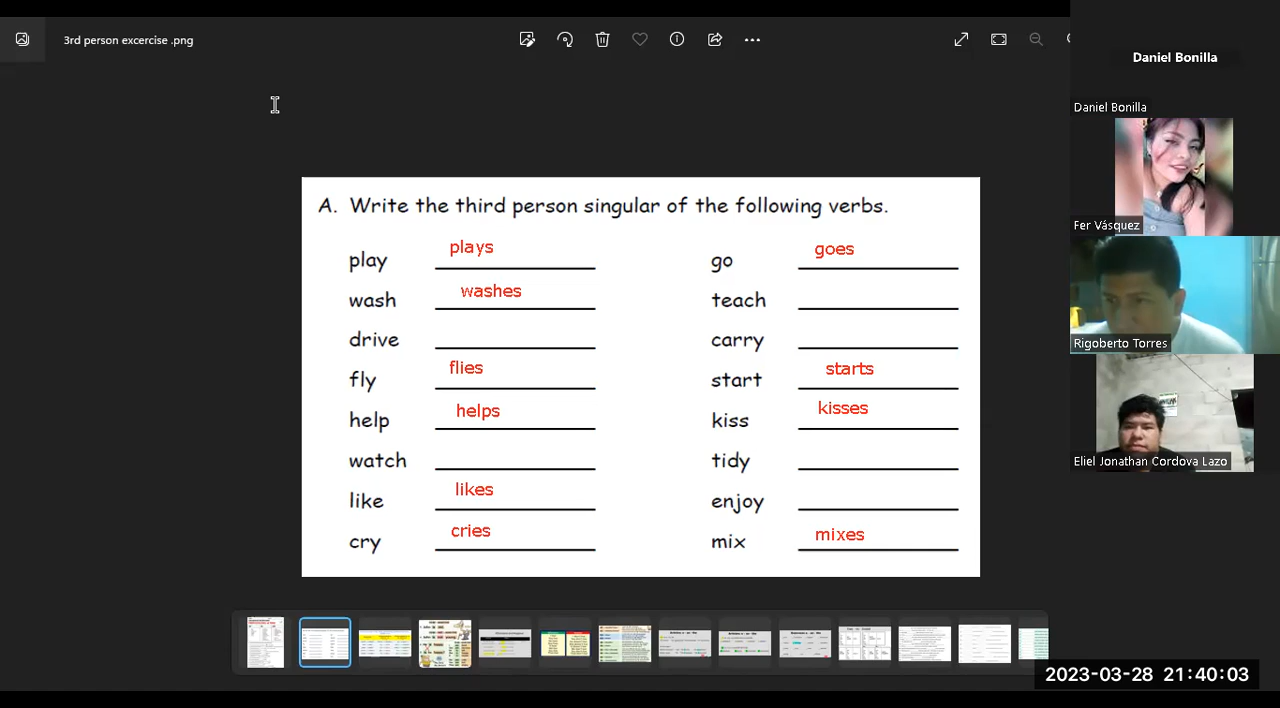 3rd person excercise .png
Daniel Bonilla
Daniel Bonilla
Fer Vásquez
Rigoberto Torres
Eliel Jonathan Cordova Lazo
A. Write the third person singular of the following verbs.
play plays go goes
wash washes teach
drive carry
fly flies start starts
help helps kiss kisses
watch tidy
like likes enjoy
cry cries mix mixes
2023-03-28 21:40:03